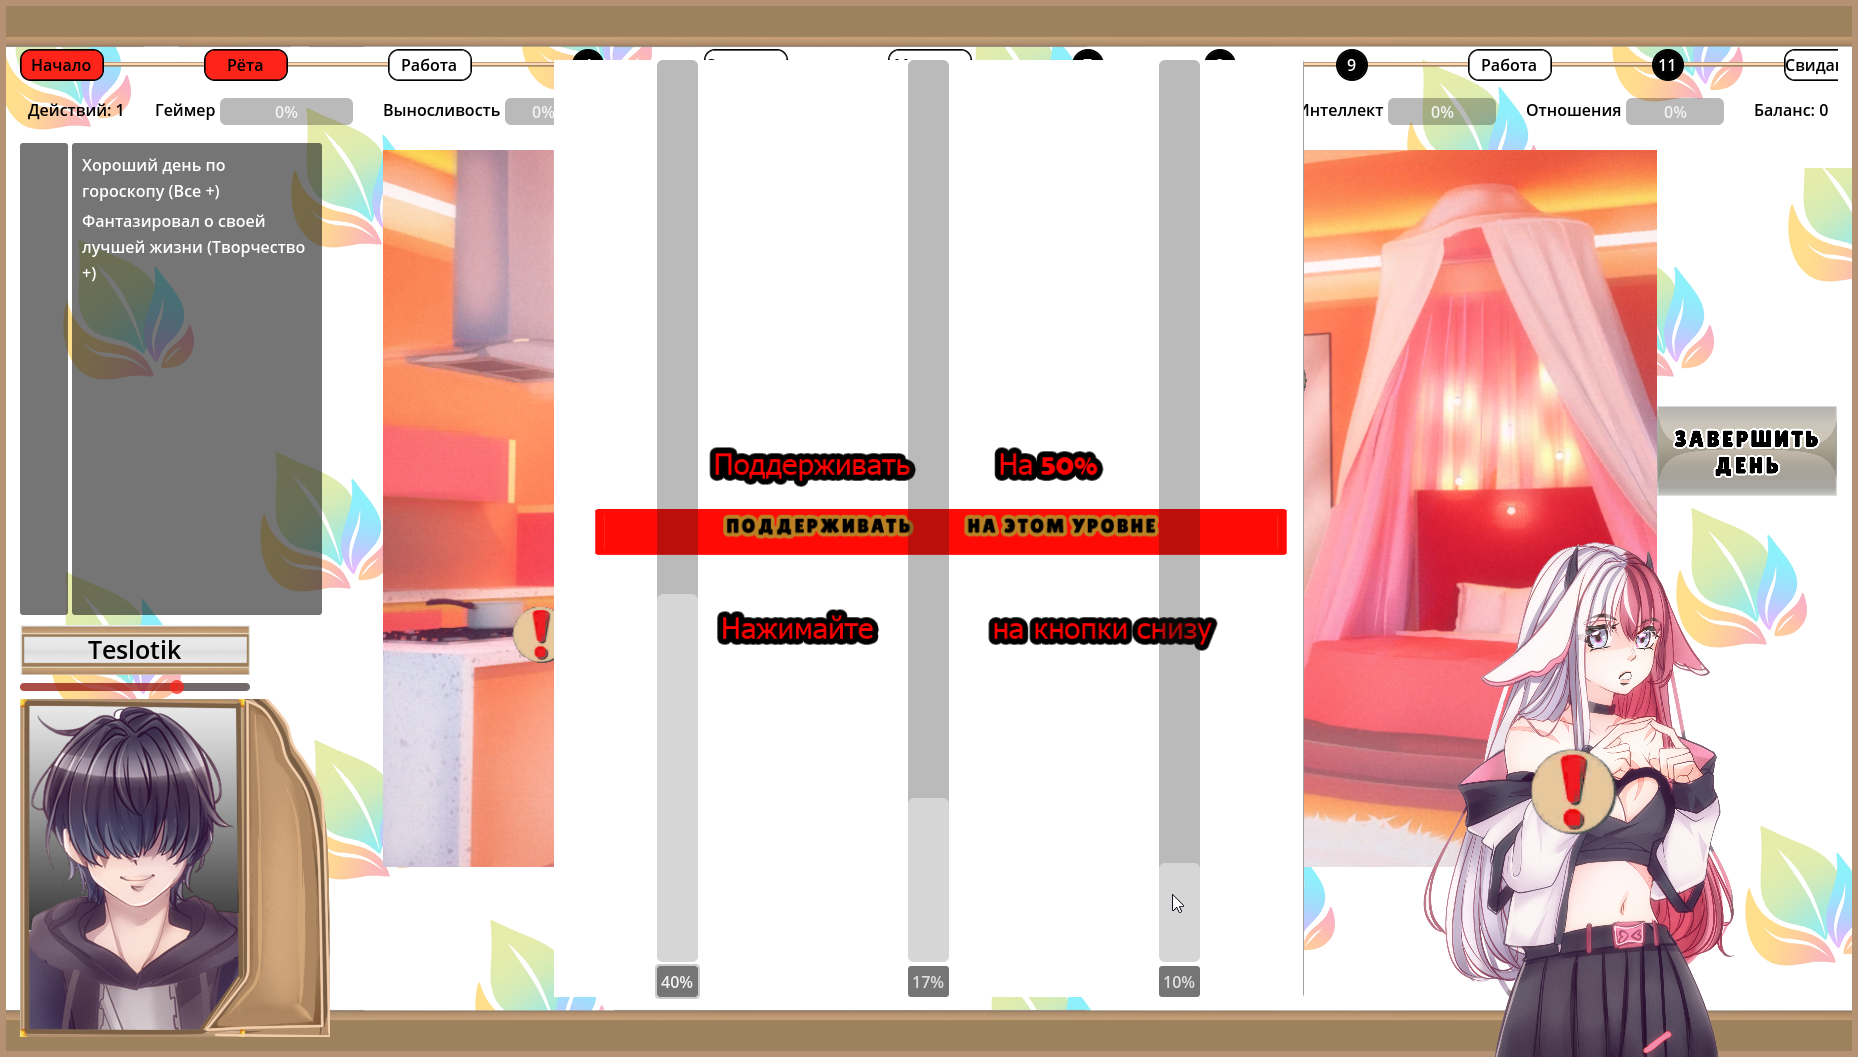 Начало
Рёта
Работа
9
Работа
11
Свидан
Действий: 1
Геймер
0%
Выносливость
0%
Интеллект
0%
Отношения
0%
Баланс: 0
Хороший день по
гороскопу (Все +)
Фантазировал о своей
лучшей жизни (Творчество
+)
Поддерживать
На 50%
ПОДДЕРЖИВАТЬ
НА ЭТОМ УРОВНЕ
Нажимайте
на кнопки снизу
ЗАВЕРШИТЬ
ДЕНЬ
Teslotik
40%
17%
10%